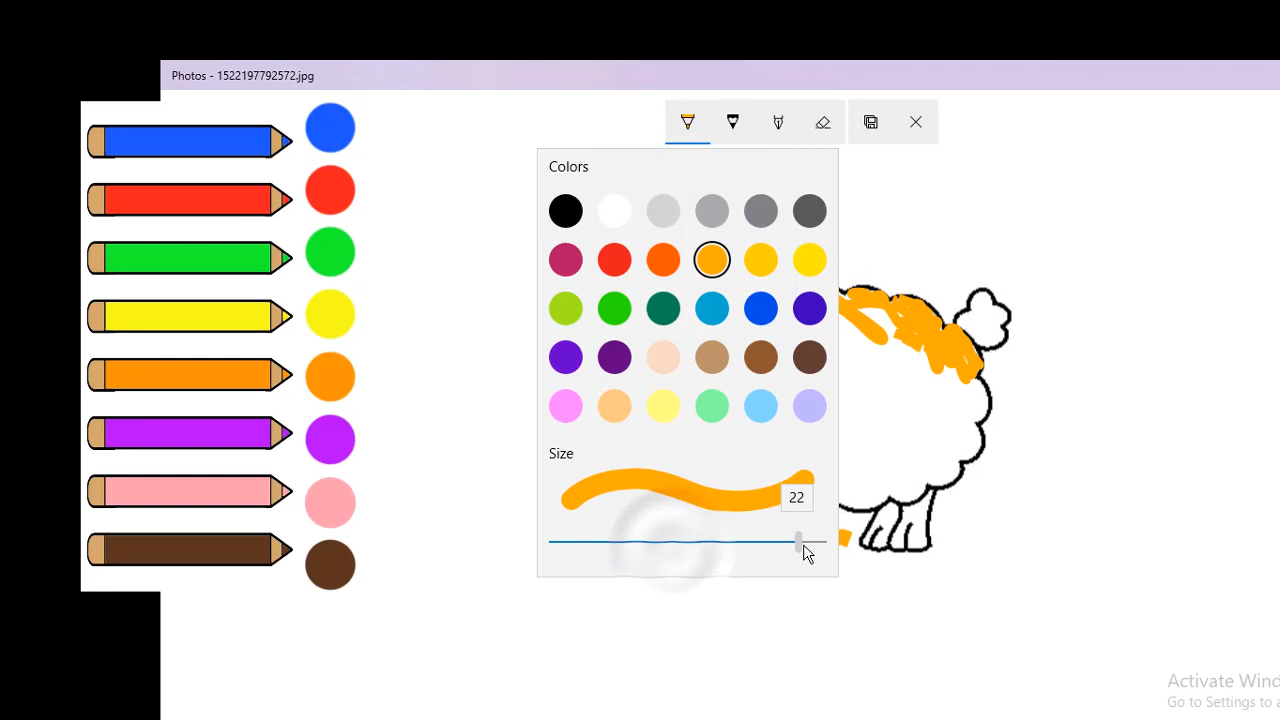 Photos - 1522197792572.jpg
Colors
Size
22
Activate Wind
Go to Settings to a